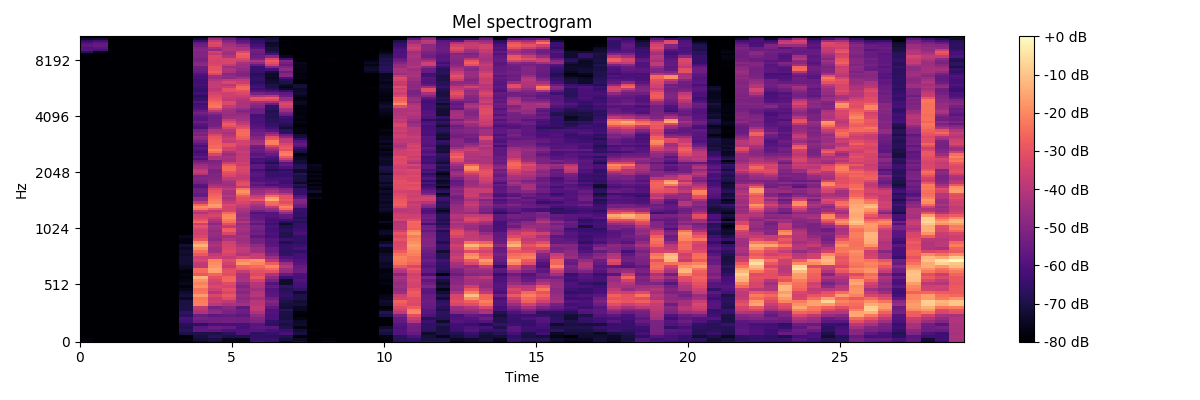 Mel spectrogram
Hz
8192
4096
2048
1024
512
0
0 5 10 15 20 25
Time
+0 dB
-10 dB
-20 dB
-30 dB
-40 dB
-50 dB
-60 dB
-70 dB
-80 dB